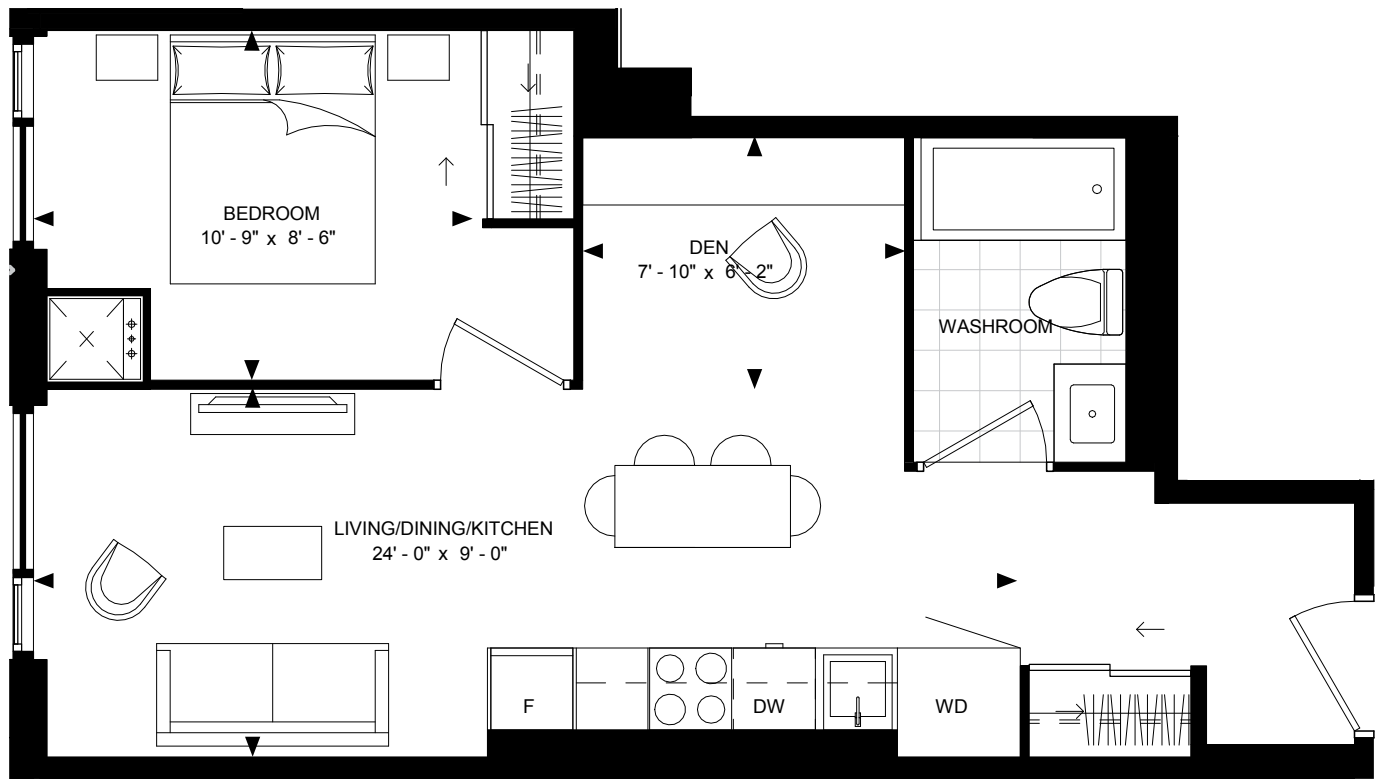 BEDROOM
10' - 9" x 8' - 6"
DEN
7' - 10" x 6' - 2"
WASHROOM
LIVING/DINING/KITCHEN
24' - 0" x 9' - 0"
F
DW
WD